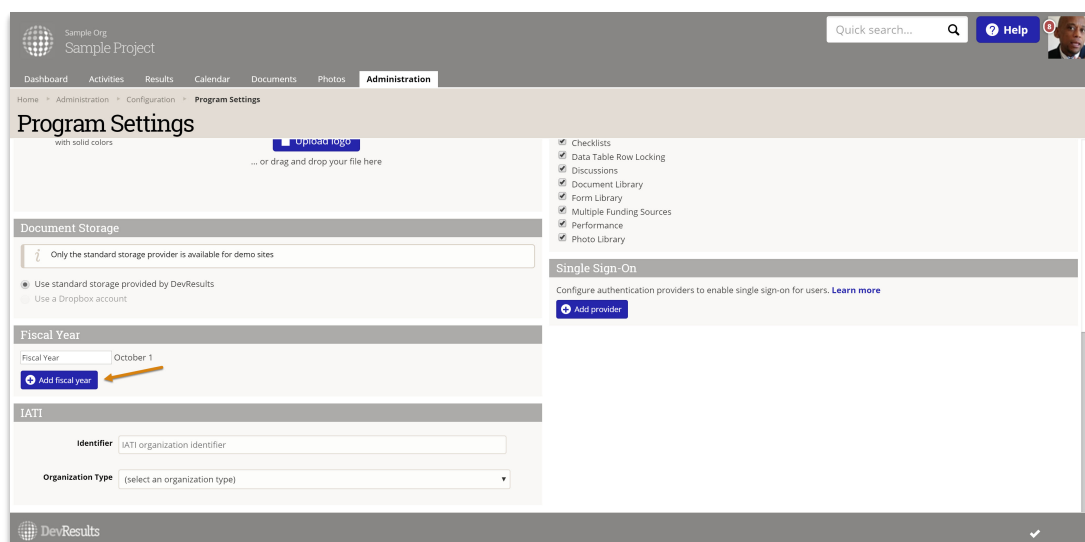 Sample Org
Sample Project
Quick search...
Help
8
Dashboard Activities Results Calendar Documents Photos Administration
Home Administration Configuration Program Settings
Program Settings
with solid colors
Upload logo
... or drag and drop your file here
Checklists
Data Table Row Locking
Discussions
Document Library
Form Library
Multiple Funding Sources
Performance
Photo Library
Document Storage
Only the standard storage provider is available for demo sites
Use standard storage provided by DevResults
Use a Dropbox account
Single Sign-On
Configure authentication providers to enable single sign-on for users. Learn more
Add provider
Fiscal Year
Fiscal Year October 1
Add fiscal year
IATI
Identifier IATI organization identifier
Organization Type (select an organization type)
DevResults